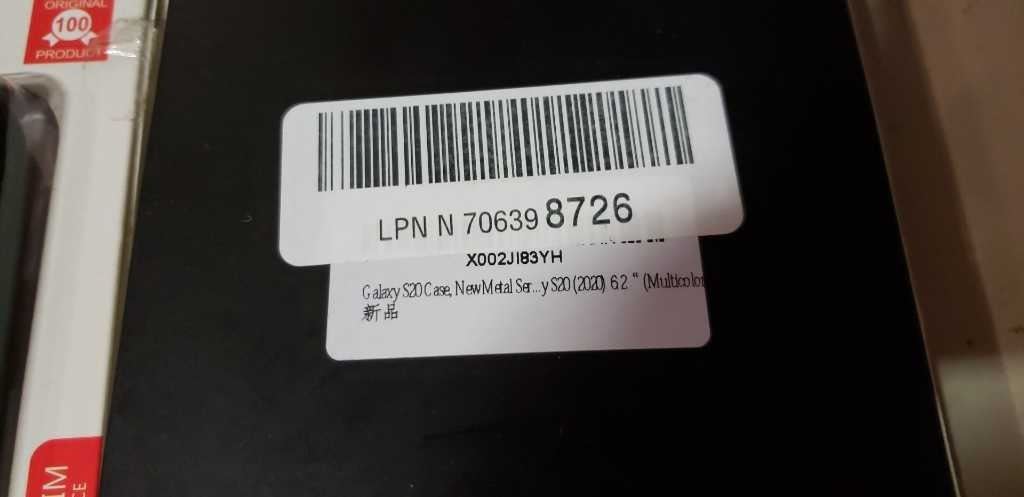 ORIGINAL
100
PRODUCT
LPN N 70639 8726
X002JI83YH
Galaxy S20 Case, New Metal Ser...y S20 (2020) 6.2 “ (Multicolor
新品